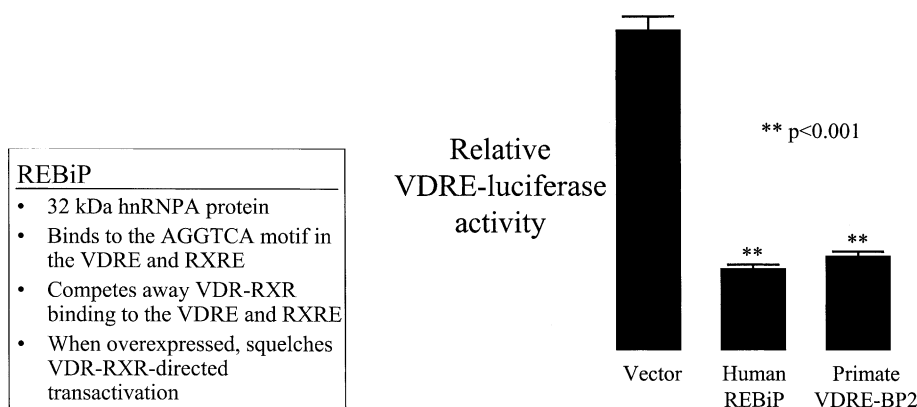 REBiP
• 32 kDa hnRNPA protein
• Binds to the AGGTCA motif in
the VDRE and RXRE
• Competes away VDR-RXR
binding to the VDRE and RXRE
• When overexpressed, squelches
VDR-RXR-directed
transactivation
Relative
VDRE-luciferase
activity
** p<0.001
**
**
Vector
Human
REBiP
Primate
VDRE-BP2